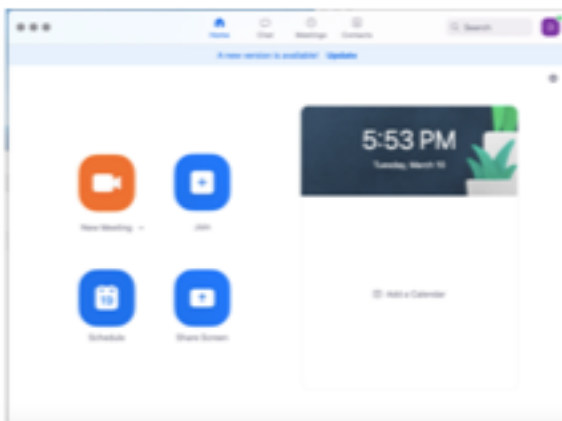 Home Chat Meetings Contacts Search
A new version is available! Update
5:53 PM
Tuesday, March 10
New Meeting
Join
19
Schedule
Share Screen
Add a Calendar